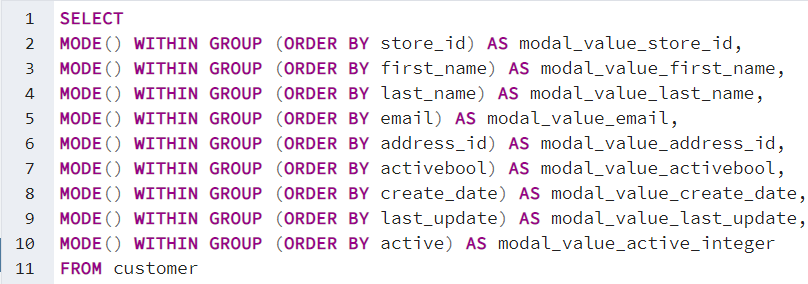 1 SELECT
2 MODE() WITHIN GROUP (ORDER BY store_id) AS modal_value_store_id,
3 MODE() WITHIN GROUP (ORDER BY first_name) AS modal_value_first_name,
4 MODE() WITHIN GROUP (ORDER BY last_name) AS modal_value_last_name,
5 MODE() WITHIN GROUP (ORDER BY email) AS modal_value_email,
6 MODE() WITHIN GROUP (ORDER BY address_id) AS modal_value_address_id,
7 MODE() WITHIN GROUP (ORDER BY activebool) AS modal_value_activebool,
8 MODE() WITHIN GROUP (ORDER BY create_date) AS modal_value_create_date,
9 MODE() WITHIN GROUP (ORDER BY last_update) AS modal_value_last_update,
10 MODE() WITHIN GROUP (ORDER BY active) AS modal_value_active_integer
11 FROM customer